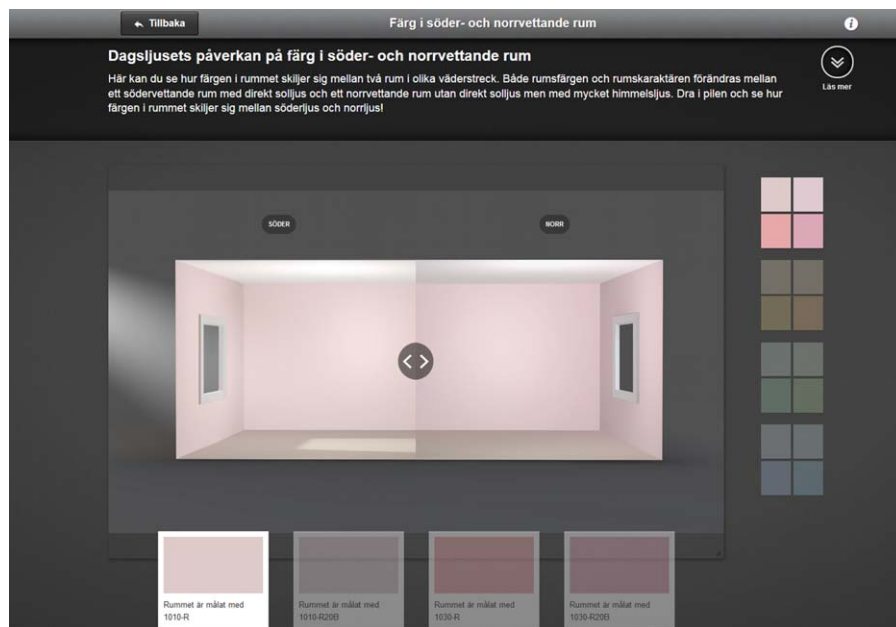 Tillbaka
Färg i söder- och norrvettande rum
i
Dagsljusets påverkan på färg i söder- och norrvettande rum
Här kan du se hur färgen i rummet skiljer sig mellan två rum i olika väderstreck. Både rumsfärgen och rumskaraktären förändras mellan
ett södervettande rum med direkt solljus och ett norrvettande rum utan direkt solljus men med mycket himmelsljus. Dra i pilen och se hur
färgen i rummet skiljer sig mellan söderljus och norrljus!
Läs mer
SÖDER
NORR
Rummet är målat med
1010-R
Rummet är målat med
1010-R20B
Rummet är målat med
1030-R
Rummet är målat med
1030-R20B